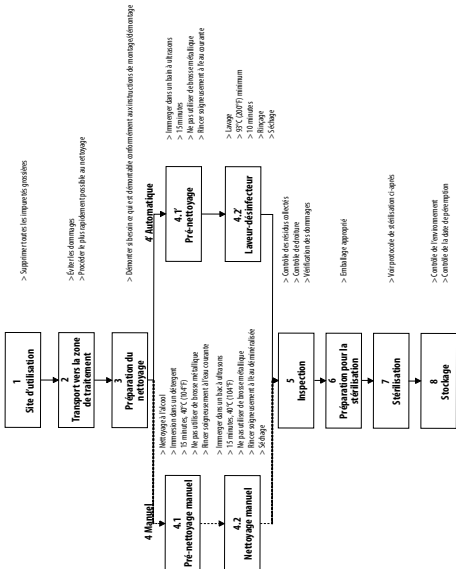 1
Site d'utilisation
> Supprimer toutes les impuretés grossières
2
Transport vers la zone
de traitement
> Éviter les dommages
> Procéder le plus rapidement possible au nettoyage
3
Préparation du
nettoyage
> Démonter si besoin ce qui est démontable conformément aux instructions de montage/démontage
4 Manuel
> Nettoyage à l'alcool
> Immersion dans un détergent
> 15 minutes, 40°C (104°F)
> Ne pas utiliser de brosse métallique
> Rincer soigneusement à l'eau courante
4.1
Pré-nettoyage manuel
> Immerger dans un bac à ultrasons
> 15 minutes, 40°C (104°F)
> Ne pas utiliser de brosse métallique
> Rincer soigneusement à l'eau déminéralisée
> Séchage
4.2
Nettoyage manuel
4' Automatique
4.1'
Pré-nettoyage
> Immerger dans un bain à ultrasons
> 15 minutes
> Ne pas utiliser de brosse métallique
> Rincer soigneusement à l'eau courante
4.2'
Laveur-désinfecteur
> Lavage
> 93°C (200°F) minimum
> 10 minutes
> Rinçage
> Séchage
5
Inspection
> Contrôle des résidus collectés
> Contrôle de droiture
> Vérification des dommages
6
Préparation pour la
stérilisation
> Emballage approprié
7
Stérilisation
> Voir protocole de stérilisation ci-après
8
Stockage
> Contrôle de l'environnement
> Contrôle de la date de péremption